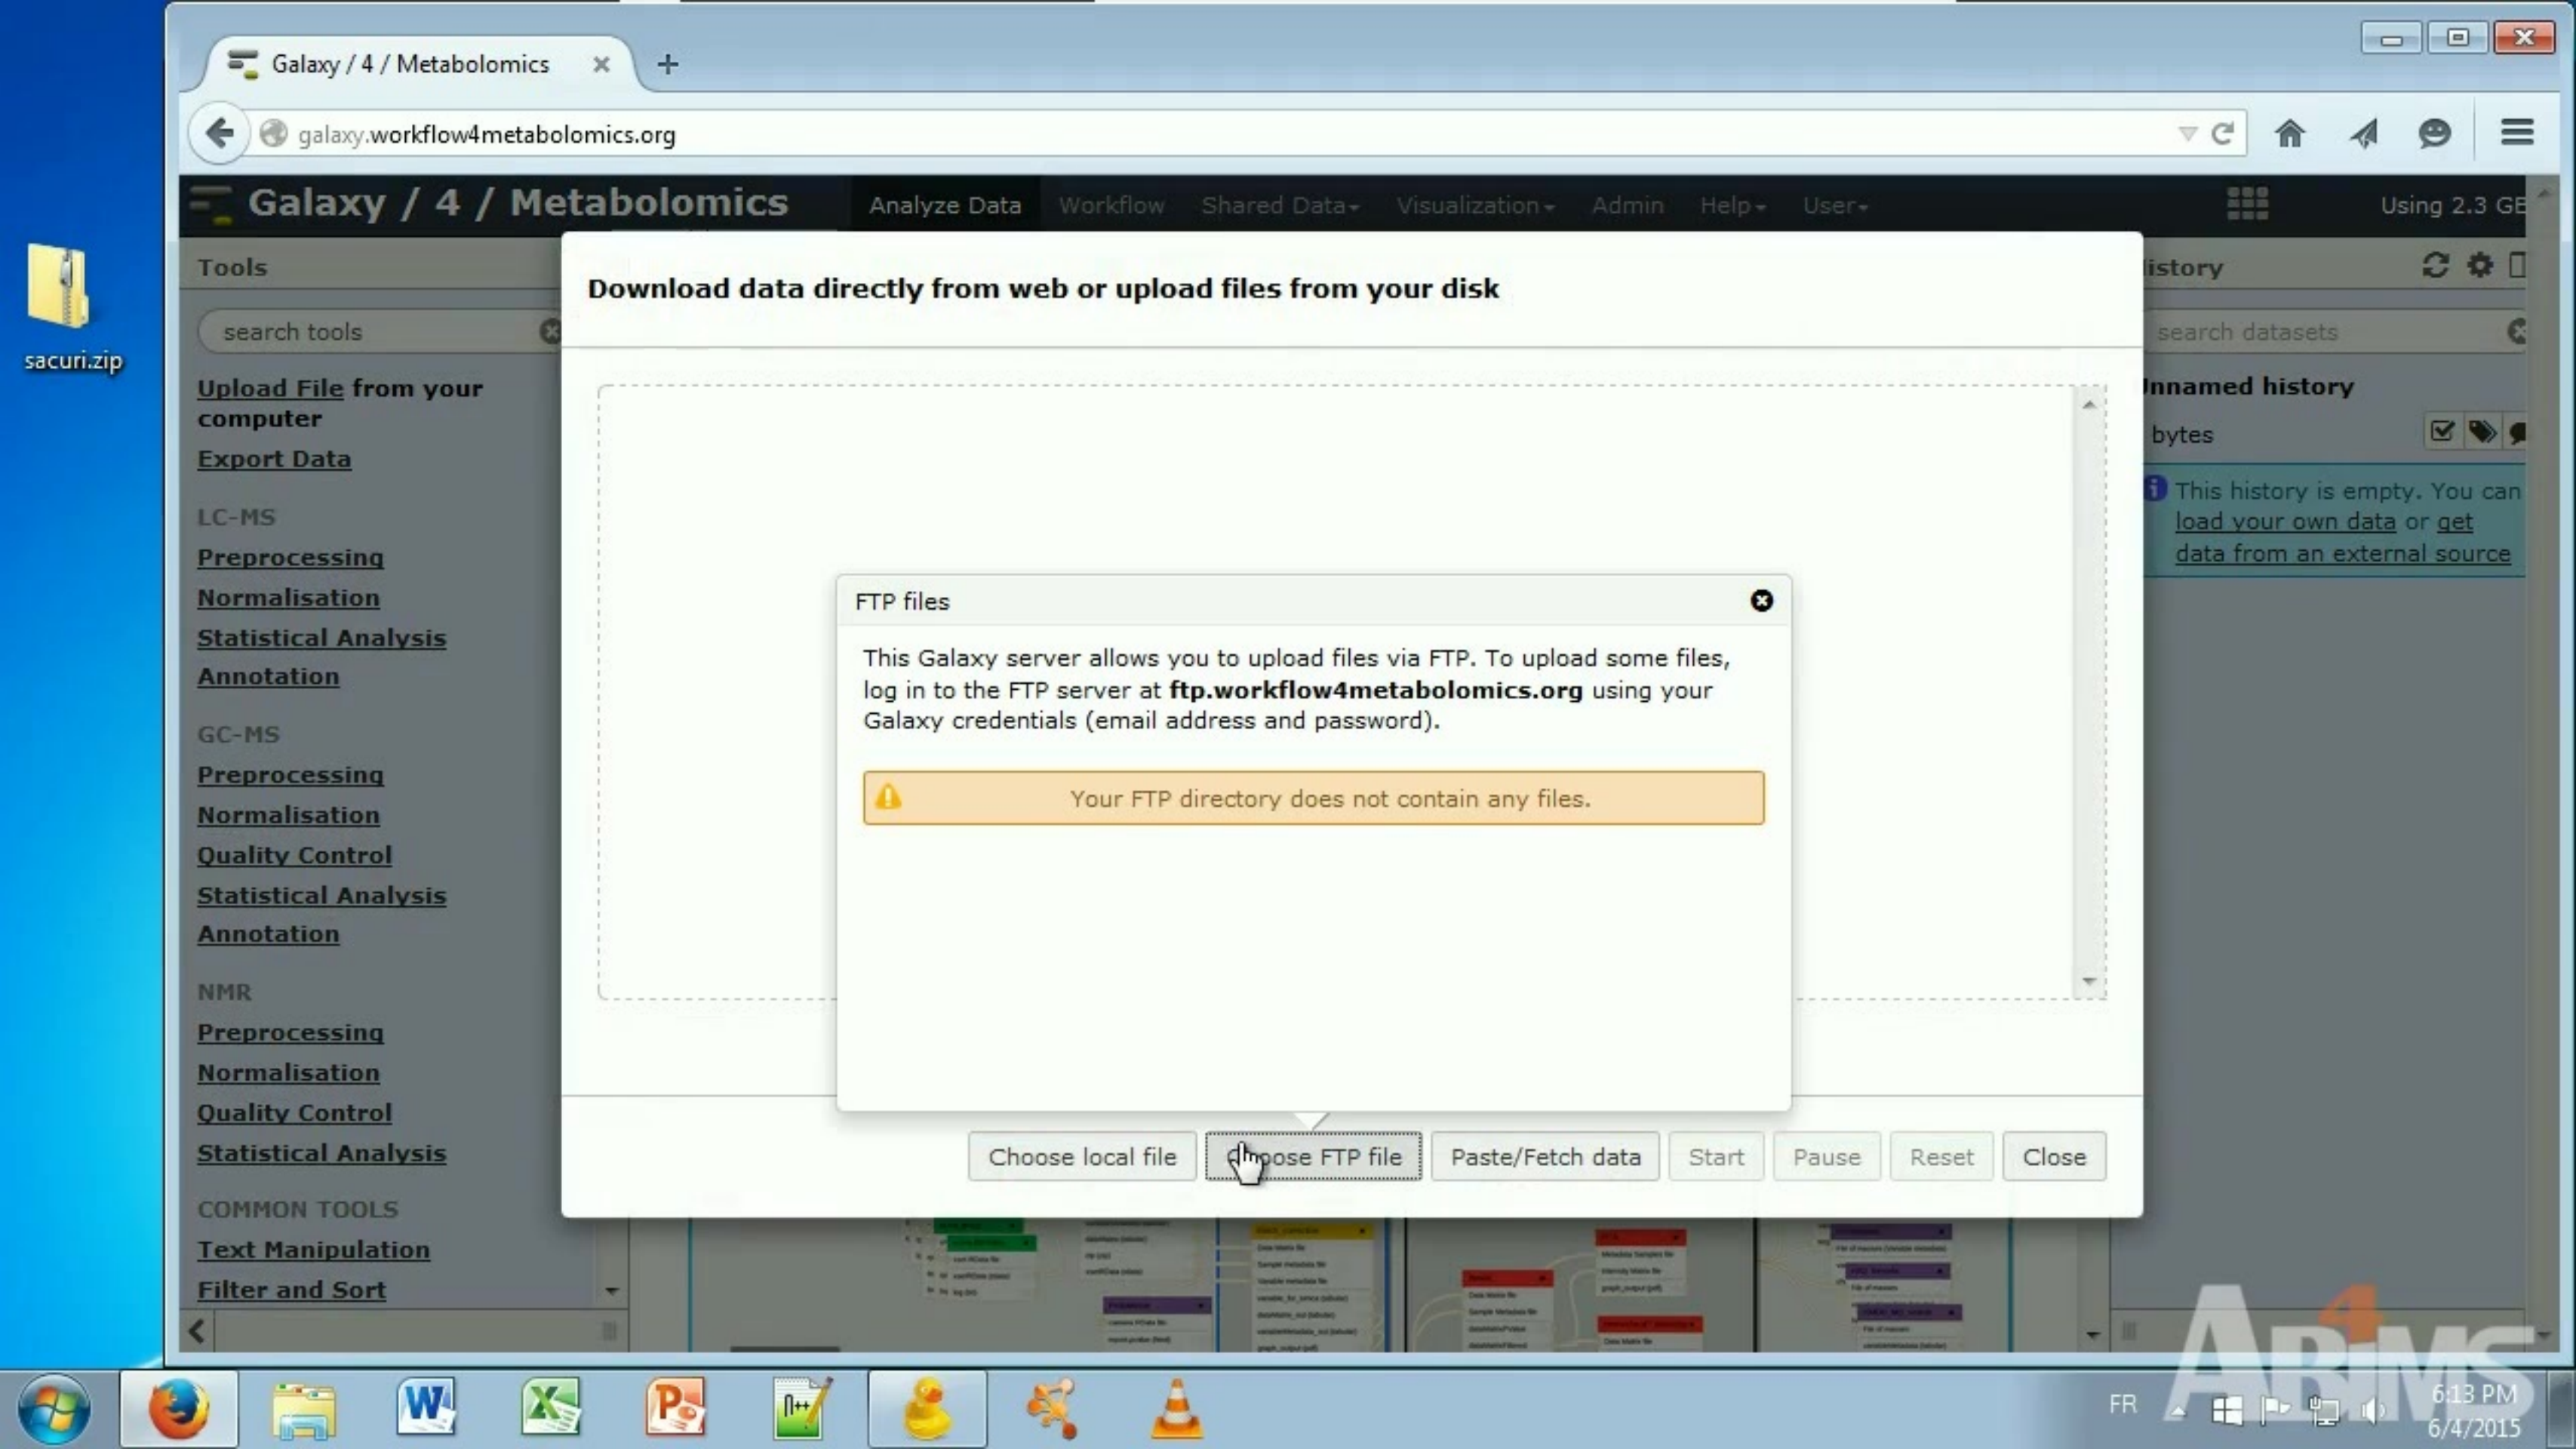 Galaxy / 4 / Metabolomics
galaxy.workflow4metabolomics.org
Galaxy / 4 / Metabolomics
Analyze Data
Workflow
Shared Data
Visualization
Admin
Help
User
Using 2.3 GB
sacuri.zip
Tools
search tools
Upload File from your
computer
Export Data
LC-MS
Preprocessing
Normalisation
Statistical Analysis
Annotation
GC-MS
Preprocessing
Normalisation
Quality Control
Statistical Analysis
Annotation
NMR
Preprocessing
Normalisation
Quality Control
Statistical Analysis
COMMON TOOLS
Text Manipulation
Filter and Sort
Download data directly from web or upload files from your disk
FTP files
This Galaxy server allows you to upload files via FTP. To upload some files,
log in to the FTP server at ftp.workflow4metabolomics.org using your
Galaxy credentials (email address and password).
Your FTP directory does not contain any files.
Choose local file
Choose FTP file
Paste/Fetch data
Start
Pause
Reset
Close
istory
search datasets
Unnamed history
bytes
This history is empty. You can
load your own data or get
data from an external source
ABiMS
4
FR
6:13 PM
6/4/2015